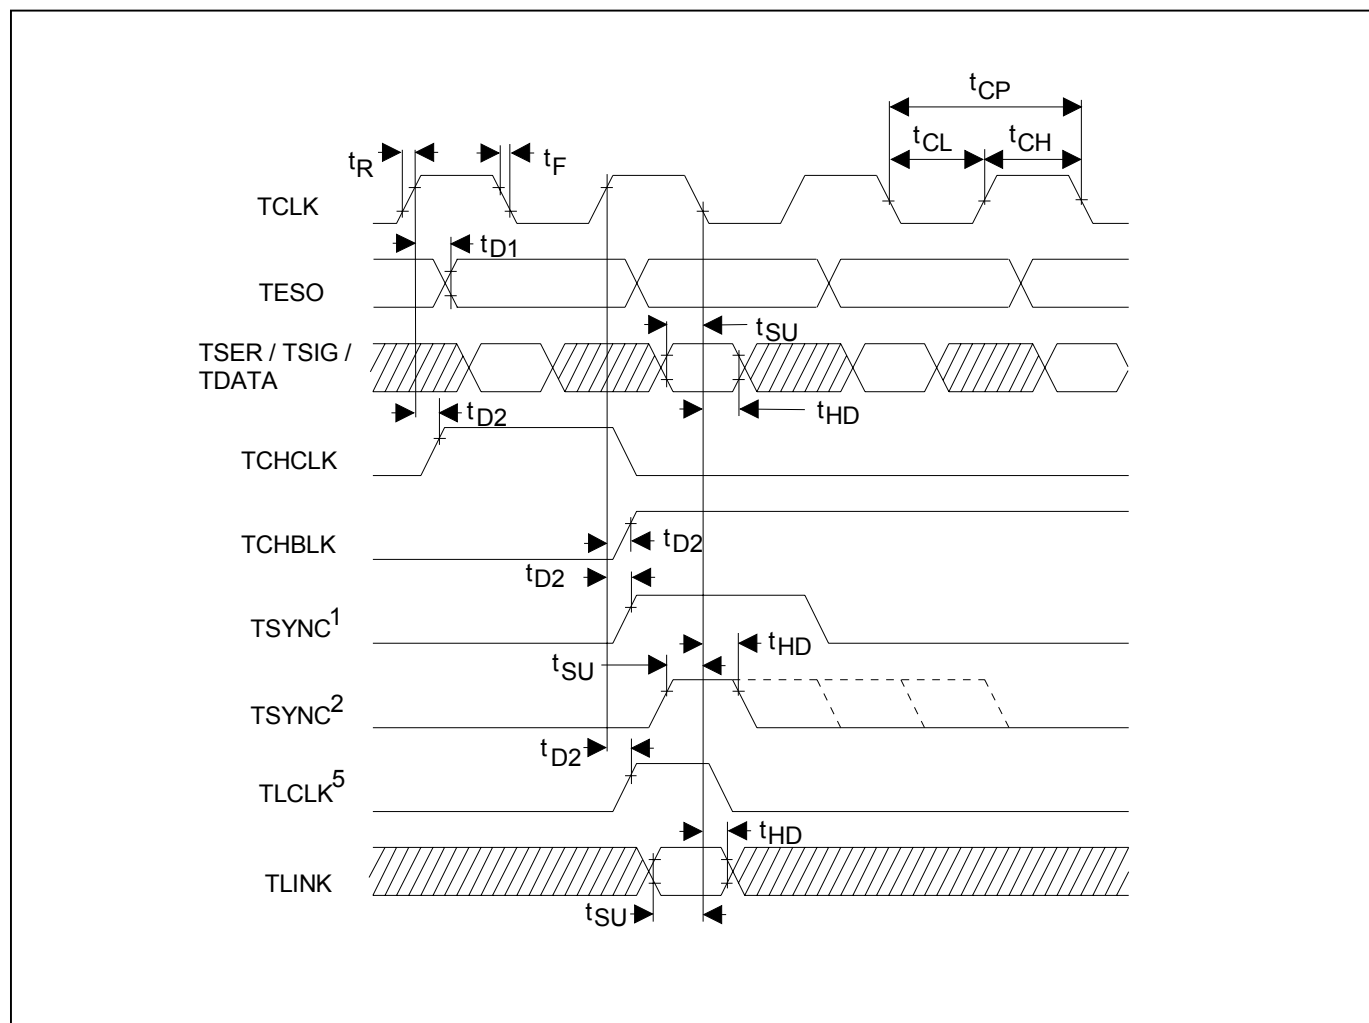 tCP
tCL tCH
tR tF
TCLK
tD1
TESO
tSU
TSER / TSIG /
TDATA
tHD
tD2
TCHCLK
TCHBLK
tD2
tD2
TSYNC1
tHD
tSU
TSYNC2
tD2
TLCLK5
tHD
TLINK
tSU